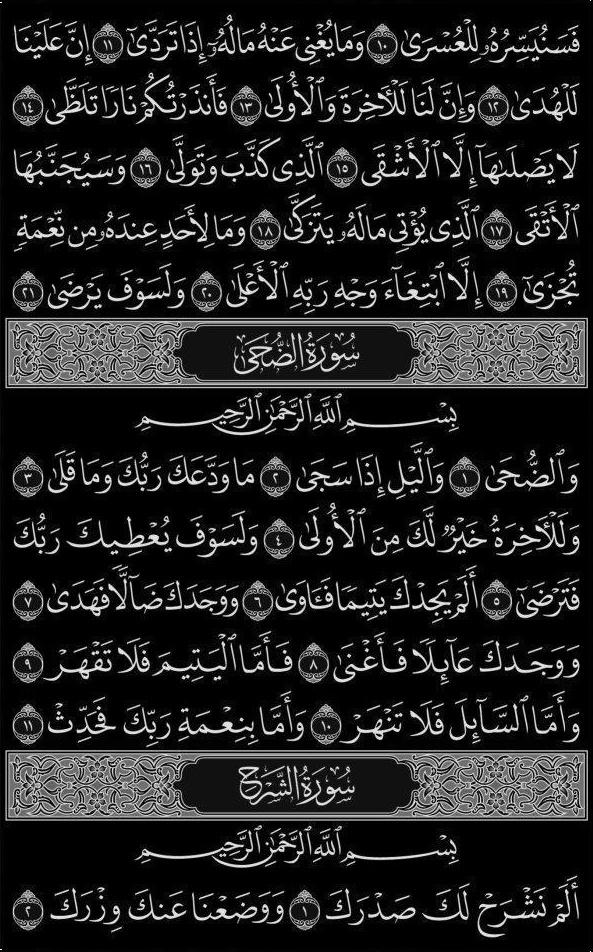 فَسَنُيَسِّرُهُۥ لِلْعُسْرَىٰ ١٠ وَمَا يُغْنِى عَنْهُ مَالُهُۥٓ إِذَا تَرَدَّىٰٓ ١١ إِنَّ عَلَيْنَا
لَلْهُدَىٰ ١٢ وَإِنَّ لَنَا لَلْـَٔاخِرَةَ وَٱلْأُولَىٰ ١٣ فَأَنذَرْتُكُمْ نَارًا تَلَظَّىٰ ١٤
لَا يَصْلَىٰهَآ إِلَّا ٱلْأَشْقَى ١٥ ٱلَّذِى كَذَّبَ وَتَوَلَّىٰ ١٦ وَسَيُجَنَّبُهَا
ٱلْأَتْقَى ١٧ ٱلَّذِى يُؤْتِى مَالَهُۥ يَتَزَكَّىٰ ١٨ وَمَا لِأَحَدٍ عِندَهُۥ مِن نِّعْمَةٍ
تُجْزَىٰٓ ١٩ إِلَّا ٱبْتِغَآءَ وَجْهِ رَبِّهِ ٱلْأَعْلَىٰ ٢٠ وَلَسَوْفَ يَرْضَىٰ ٢١
سُورَةُ الضُّحَىٰ
بِسْمِ ٱللَّهِ ٱلرَّحْمَٰنِ ٱلرَّحِيمِ
وَٱلضُّحَىٰ ١ وَٱلَّيْلِ إِذَا سَجَىٰ ٢ مَا وَدَّعَكَ رَبُّكَ وَمَا قَلَىٰ ٣
وَلَلْـَٔاخِرَةُ خَيْرٌ لَّكَ مِنَ ٱلْأُولَىٰ ٤ وَلَسَوْفَ يُعْطِيكَ رَبُّكَ
فَتَرْضَىٰٓ ٥ أَلَمْ يَجِدْكَ يَتِيمًا فَـَٔاوَىٰ ٦ وَوَجَدَكَ ضَآلًّا فَهَدَىٰ ٧
وَوَجَدَكَ عَآئِلًا فَأَغْنَىٰ ٨ فَأَمَّا ٱلْيَتِيمَ فَلَا تَقْهَرْ ٩
وَأَمَّا ٱلسَّآئِلَ فَلَا تَنْهَرْ ١٠ وَأَمَّا بِنِعْمَةِ رَبِّكَ فَحَدِّثْ ١١
سُورَةُ الشَّرْحِ
بِسْمِ ٱللَّهِ ٱلرَّحْمَٰنِ ٱلرَّحِيمِ
أَلَمْ نَشْرَحْ لَكَ صَدْرَكَ ١ وَوَضَعْنَا عَنكَ وِزْرَكَ ٢